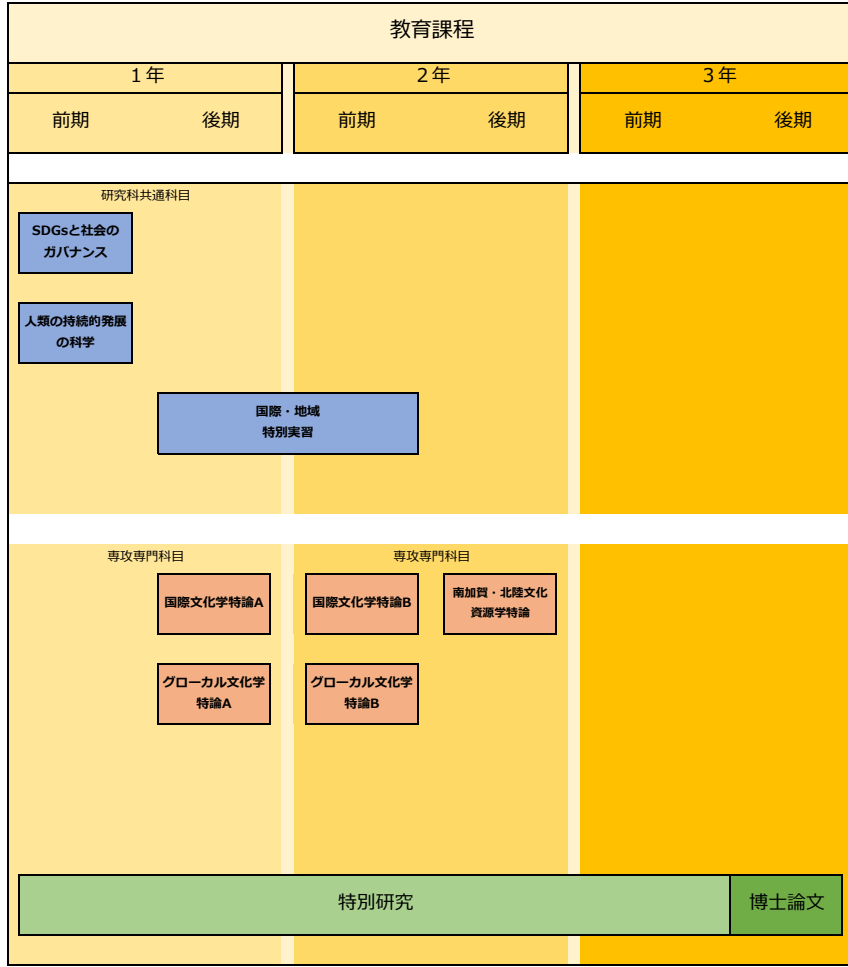 教育課程
1年
2年
3年
前期
後期
前期
後期
前期
後期
研究科共通科目
SDGsと社会の
ガバナンス
人類の持続的発展
の科学
国際・地域
特別実習
専攻専門科目
専攻専門科目
国際文化学特論A
国際文化学特論B
南加賀・北陸文化
資源学特論
グローカル文化学
特論A
グローカル文化学
特論B
特別研究
博士論文